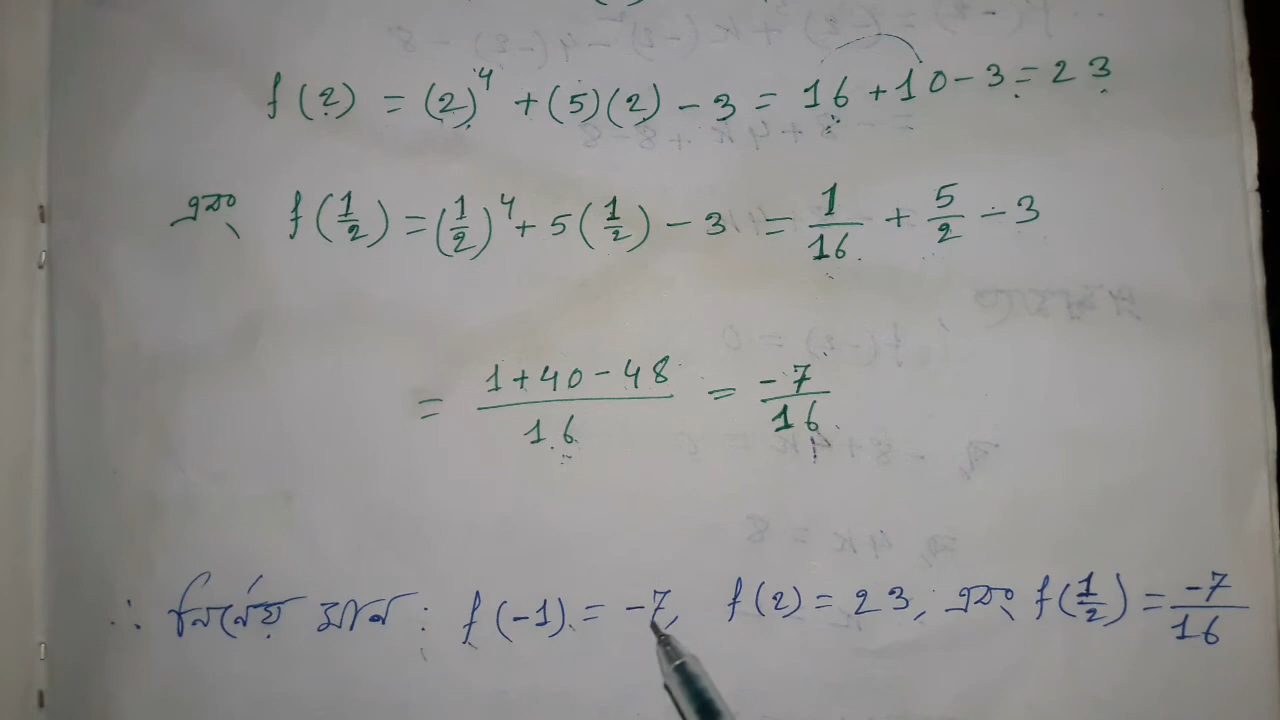 f(2) = (2)⁴ + (5)(2) - 3 = 16 + 10 - 3 = 23
এবং f(1/2) = (1/2)⁴ + 5(1/2) - 3 = 1/16 + 5/2 - 3
= (1+40-48)/16 = -7/16
∴ নির্ণেয় মান : f(-1) = -7, f(2) = 23, এবং f(1/2) = -7/16